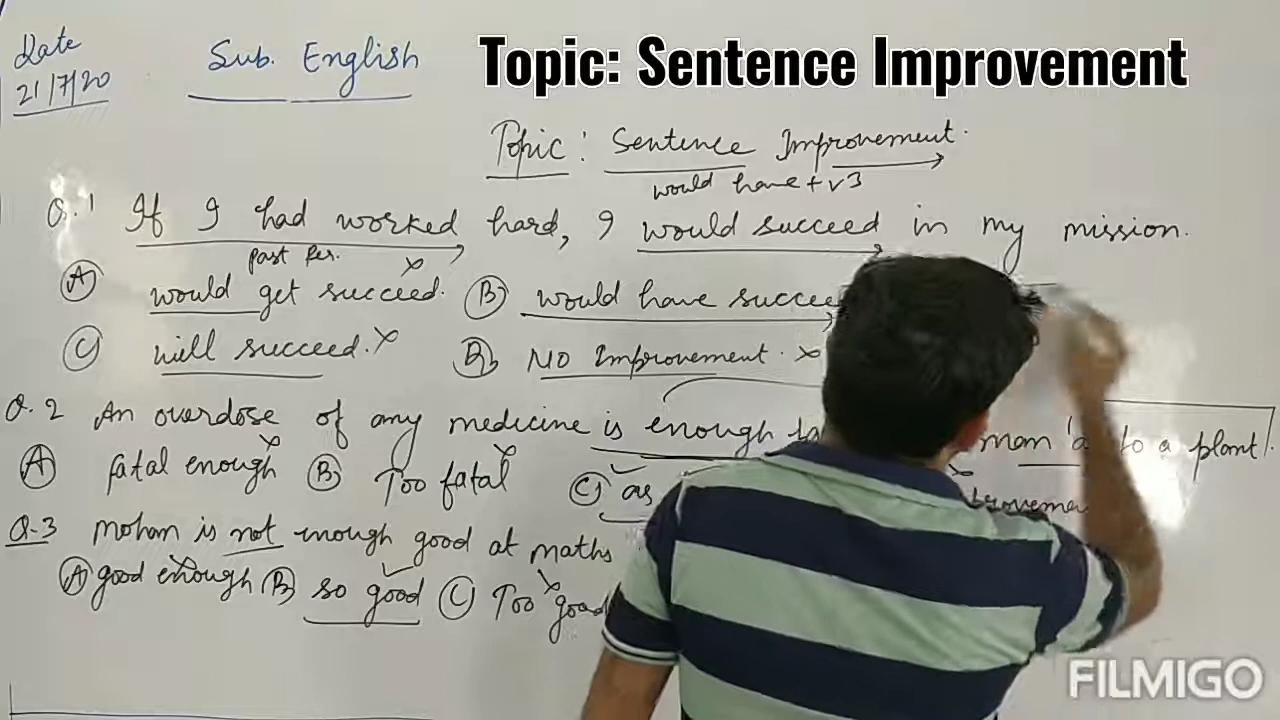 Date
21/7/20
Sub. English
Topic: Sentence Improvement
Topic: Sentence Improvement.
would have + v3
Q.1 If I had worked hard, I would succeed in my mission.
past Per.
(A) would get succeed. × (B) would have succee
(C) will succeed. × (D) No Improvement. ×
Q.2 An overdose of any medicine is enough man as to a plant.
(A) fatal enough × (B) Too fatal × (C) as
Q-3 Mohan is not enough good at maths
(A) good enough × (B) so good (C) Too good ×
FILMIGO